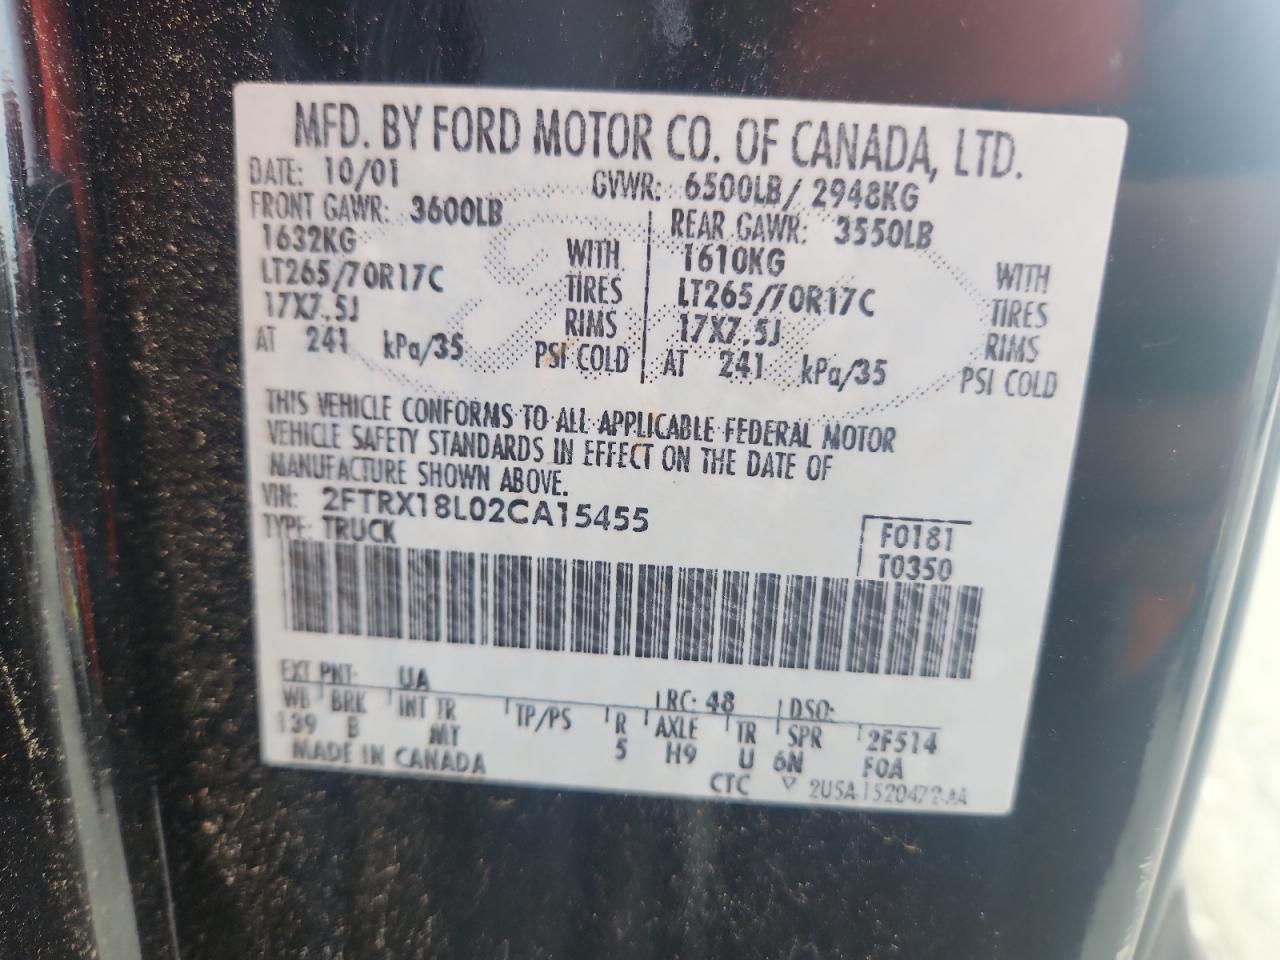 MFD. BY FORD MOTOR CO. OF CANADA, LTD.
DATE: 10/01 GVWR: 6500LB/ 2948KG
FRONT GAWR: 3600LB REAR GAWR: 3550LB
1632KG WITH 1610KG WITH
LT265/70R17C TIRES LT265/70R17C TIRES
17X7.5J RIMS 17X7.5J RIMS
AT 241 kPa/35 PSI COLD AT 241 kPa/35 PSI COLD
THIS VEHICLE CONFORMS TO ALL APPLICABLE FEDERAL MOTOR
VEHICLE SAFETY STANDARDS IN EFFECT ON THE DATE OF
MANUFACTURE SHOWN ABOVE.
VIN: 2FTRX18L02CA15455
TYPE: TRUCK F0181
T0350
EXT PNT: UA RC: 48 DSO:
WB BRK INT TR TP/PS R AXLE TR SPR 2F514
139 B MT 5 H9 U 6N F0A
MADE IN CANADA CTC ▽ 2U5A-1520472-AA